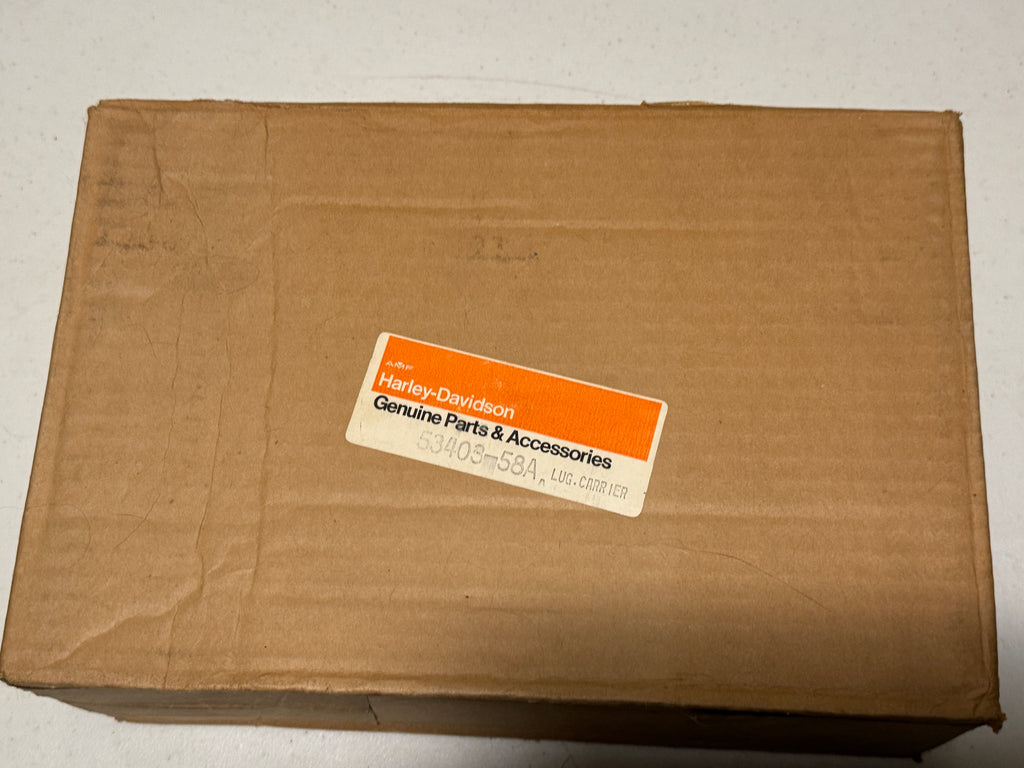 AMF
Harley-Davidson
Genuine Parts & Accessories
53403-58A
LUG.CARRIER